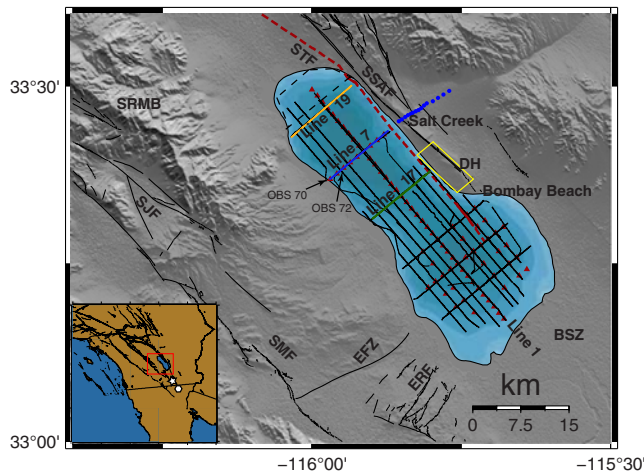 33°30'
33°00'
−116°00'
−115°30'
STF
SSAF
SRMB
Line 19
Salt Creek
Line 7
DH
OBS 70
OBS 72
Line 17
Bombay Beach
SJF
Line 1
BSZ
SMF
EFZ
ERF
km
0 7.5 15